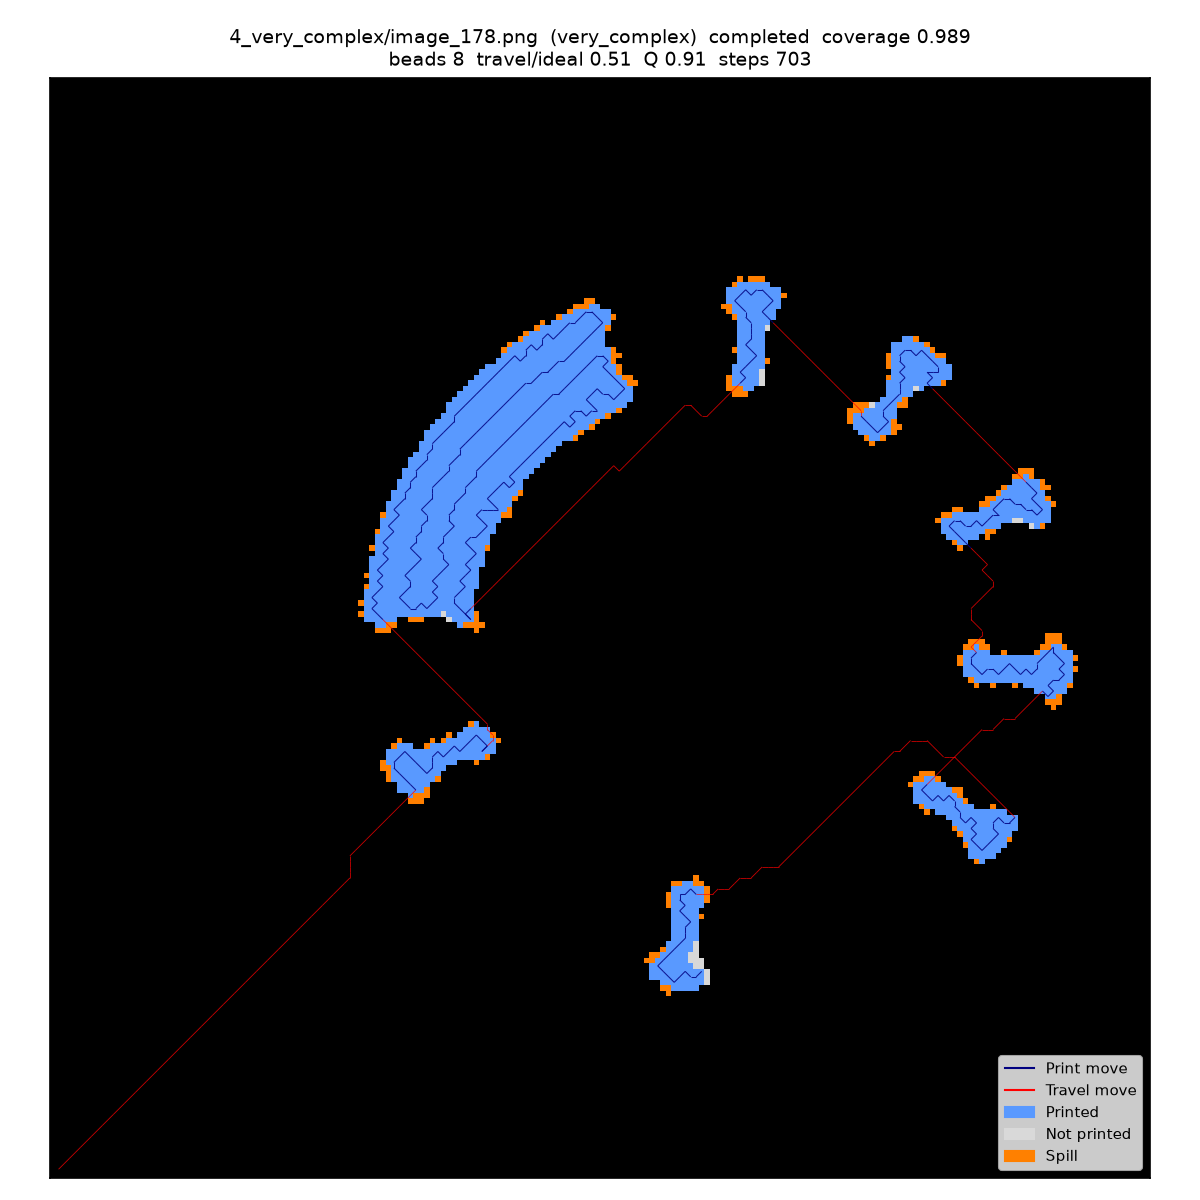 4_very_complex/image_178.png  (very_complex)  completed  coverage 0.989
beads 8  travel/ideal 0.51  Q 0.91  steps 703
Print move
Travel move
Printed
Not printed
Spill